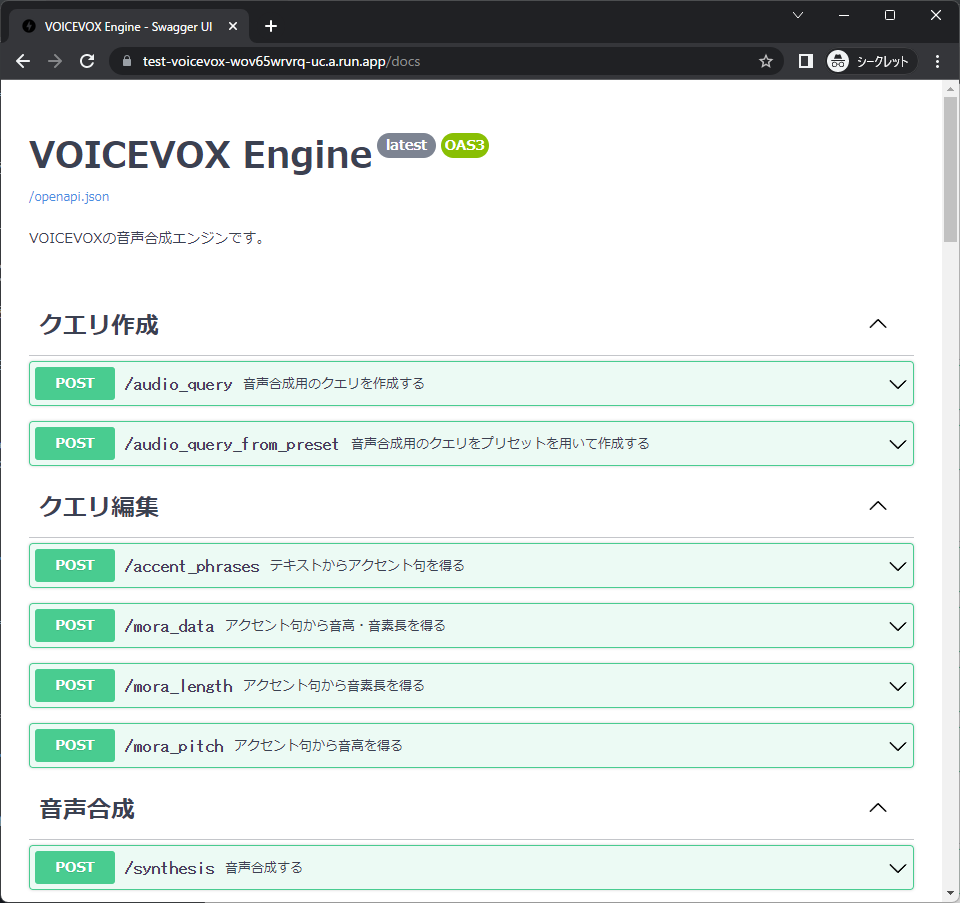 VOICEVOX Engine - Swagger UI
test-voicevox-wov65wrvrq-uc.a.run.app/docs シークレット
VOICEVOX Engine latest OAS3
/openapi.json
VOICEVOXの音声合成エンジンです。
クエリ作成
POST /audio_query 音声合成用のクエリを作成する
POST /audio_query_from_preset 音声合成用のクエリをプリセットを用いて作成する
クエリ編集
POST /accent_phrases テキストからアクセント句を得る
POST /mora_data アクセント句から音高・音素長を得る
POST /mora_length アクセント句から音素長を得る
POST /mora_pitch アクセント句から音高を得る
音声合成
POST /synthesis 音声合成する